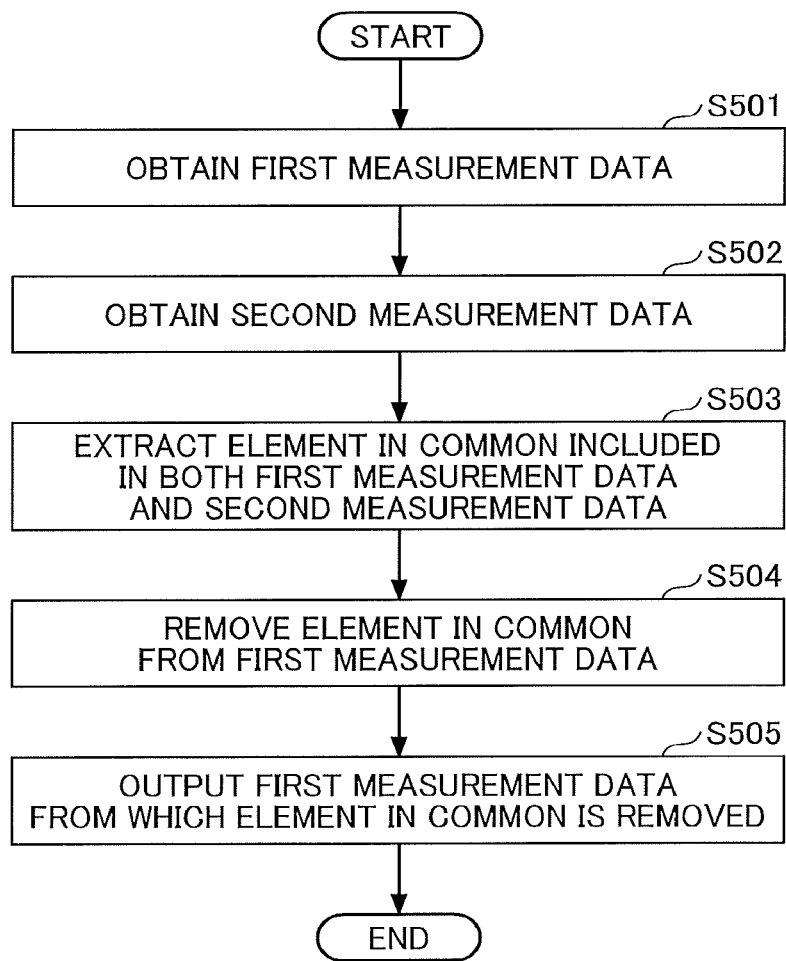 START
S501
OBTAIN FIRST MEASUREMENT DATA
S502
OBTAIN SECOND MEASUREMENT DATA
S503
EXTRACT ELEMENT IN COMMON INCLUDED
IN BOTH FIRST MEASUREMENT DATA
AND SECOND MEASUREMENT DATA
S504
REMOVE ELEMENT IN COMMON
FROM FIRST MEASUREMENT DATA
S505
OUTPUT FIRST MEASUREMENT DATA
FROM WHICH ELEMENT IN COMMON IS REMOVED
END